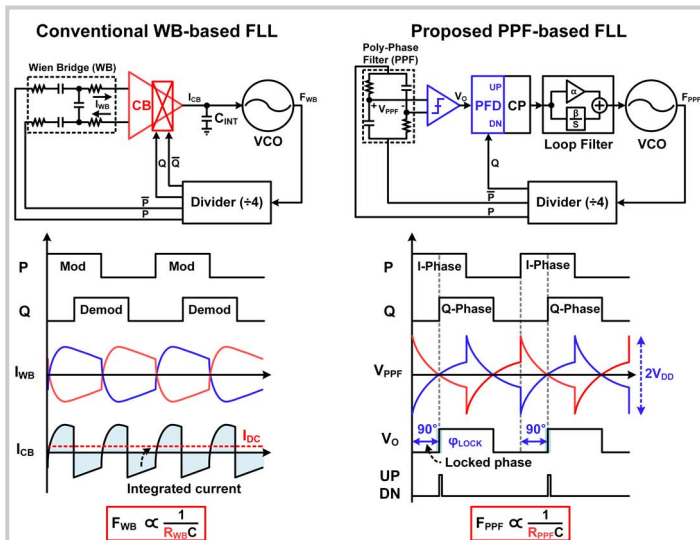 Conventional WB-based FLL
Wien Bridge (WB)
I_WB
CB
I_CB
C_INT
F_WB
VCO
Q
Q̅
P̅
P
Divider (÷4)
P
Mod
Mod
Q
Demod
Demod
I_WB
I_CB
I_DC
Integrated current
F_WB ∝ 1
R_WBC
Proposed PPF-based FLL
Poly-Phase
Filter (PPF)
+ V_PPF -
V_O
PFD
UP
DN
CP
α
β
S
+
Loop Filter
F_PPF
VCO
Q
P̅
P
Divider (÷4)
P
I-Phase
I-Phase
Q
Q-Phase
Q-Phase
V_PPF
2V_DD
V_O
90°
φ_LOCK
90°
Locked phase
UP
DN
F_PPF ∝ 1
R_PPFC